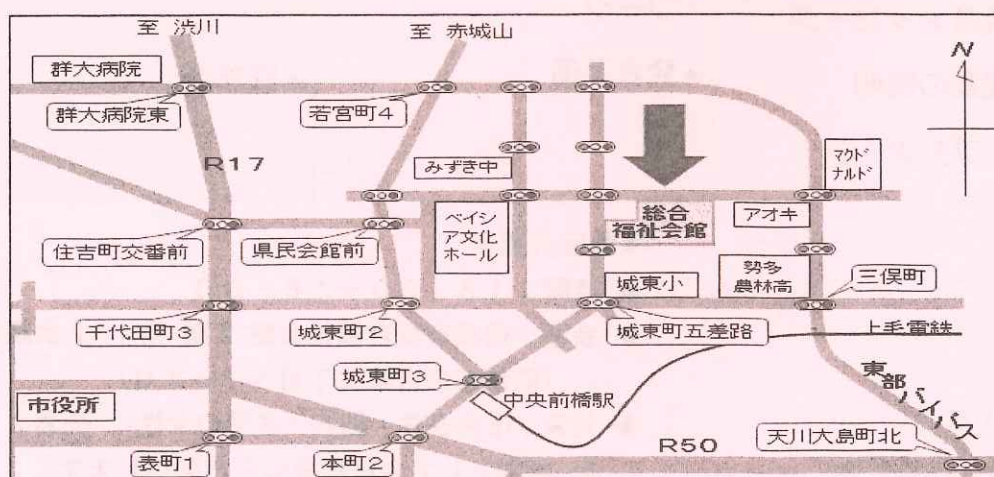 至 渋川
至 赤城山
N
群大病院
群大病院東
若宮町4
R17
みずき中
マクド
ナルド
住吉町交番前
県民会館前
ベイシ
ア文化
ホール
総合
福祉会館
アオキ
城東小
勢多
農林高
三俣町
千代田町3
城東町2
城東町五差路
上毛電鉄
城東町3
中央前橋駅
東部バイパス
市役所
表町1
本町2
R50
天川大島町北